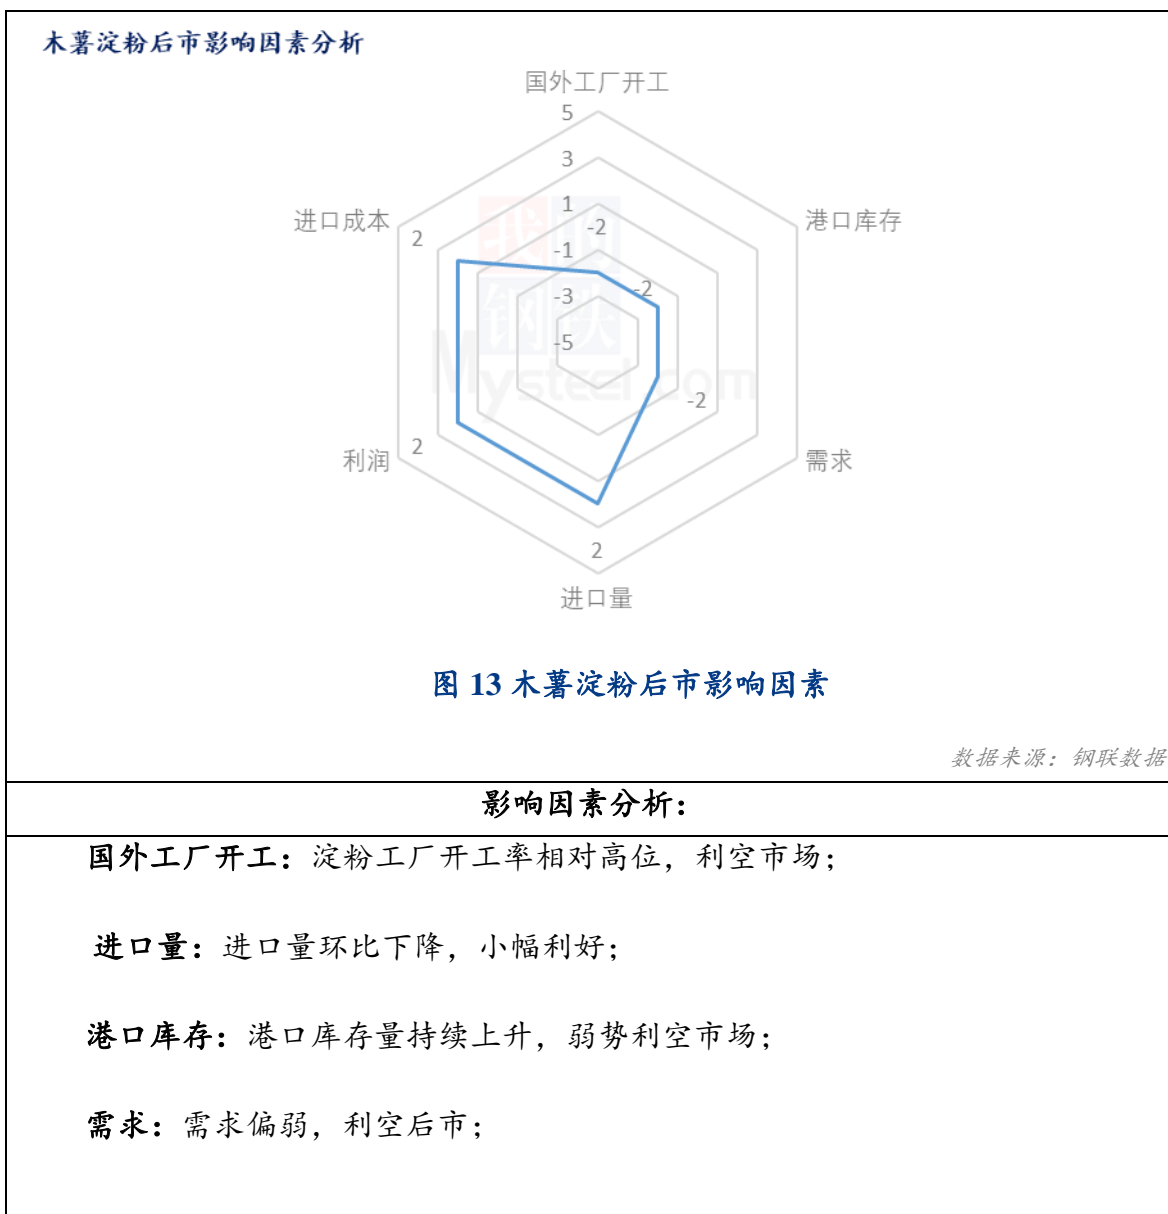 木薯淀粉后市影响因素分析
国外工厂开工
5
3
1
-2
-1
-3
-5
进口成本
2
港口库存
-2
-2
利润
2
需求
2
进口量
我的
钢铁
Mysteel.com
图 13 木薯淀粉后市影响因素
数据来源：钢联数据
影响因素分析：
国外工厂开工：淀粉工厂开工率相对高位，利空市场；
进口量：进口量环比下降，小幅利好；
港口库存：港口库存量持续上升，弱势利空市场；
需求：需求偏弱，利空后市；